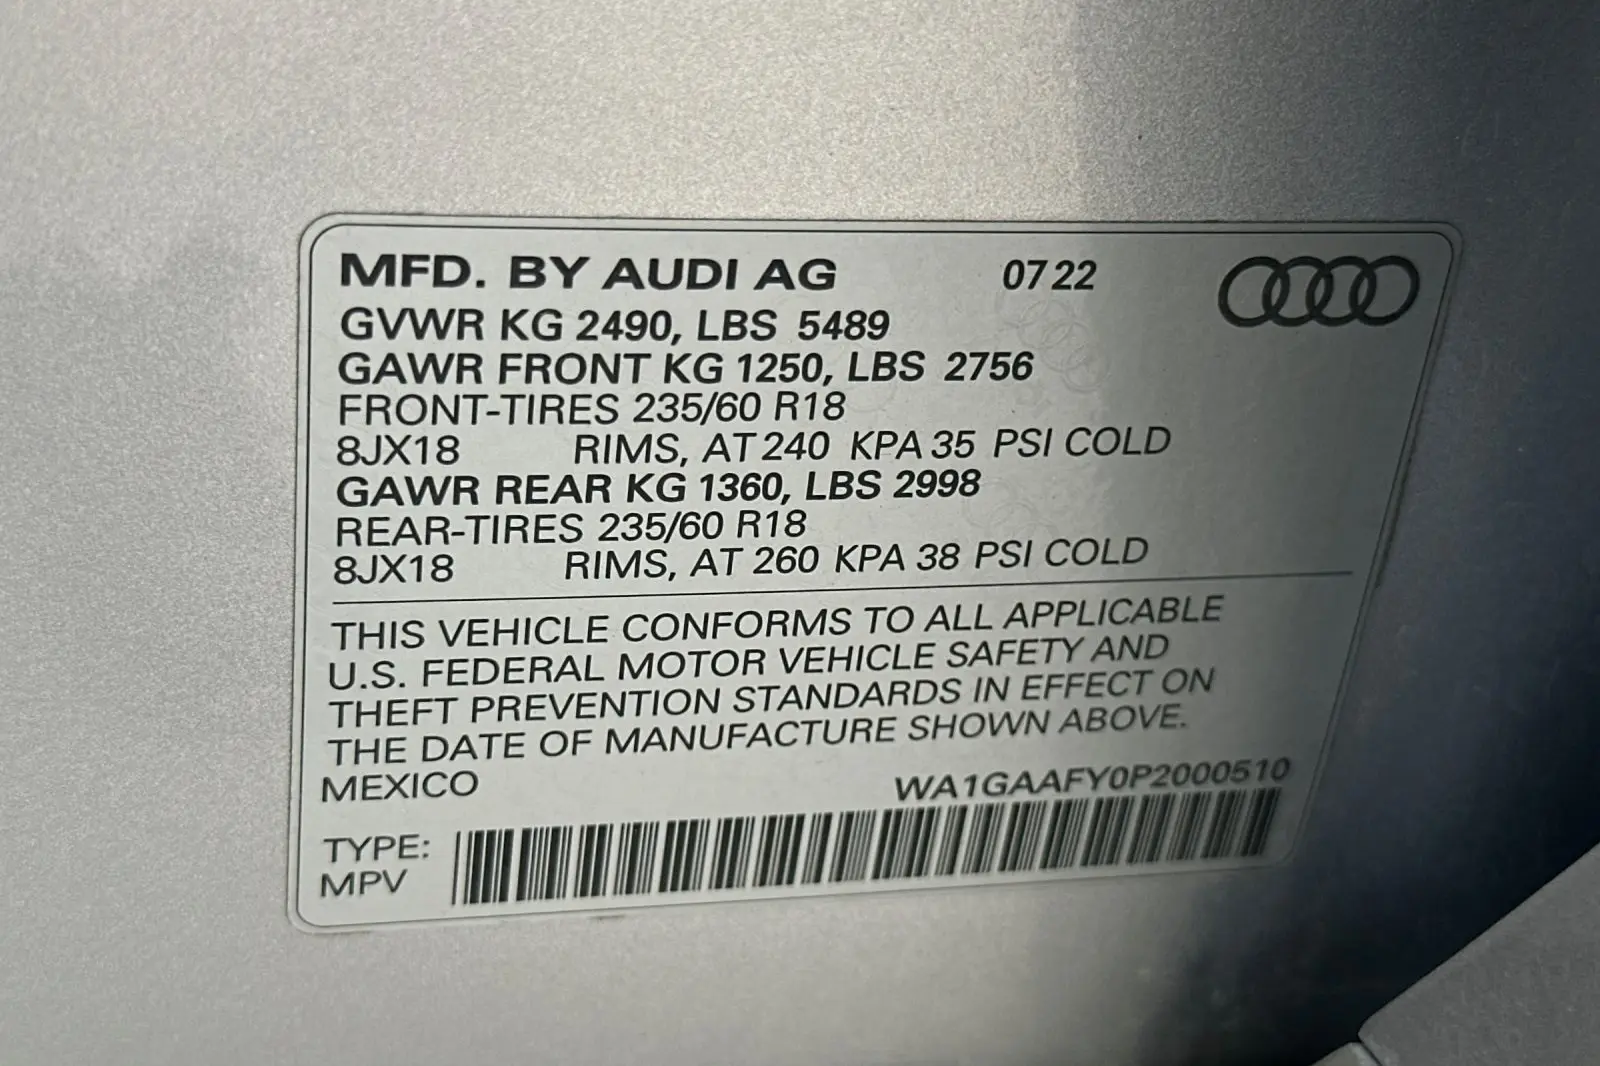 MFD. BY AUDI AG 07 22
GVWR KG 2490, LBS 5489
GAWR FRONT KG 1250, LBS 2756
FRONT-TIRES 235/60 R18
8JX18 RIMS, AT 240 KPA 35 PSI COLD
GAWR REAR KG 1360, LBS 2998
REAR-TIRES 235/60 R18
8JX18 RIMS, AT 260 KPA 38 PSI COLD
THIS VEHICLE CONFORMS TO ALL APPLICABLE
U.S. FEDERAL MOTOR VEHICLE SAFETY AND
THEFT PREVENTION STANDARDS IN EFFECT ON
THE DATE OF MANUFACTURE SHOWN ABOVE.
MEXICO WA1GAAFY0P2000510
TYPE:
MPV